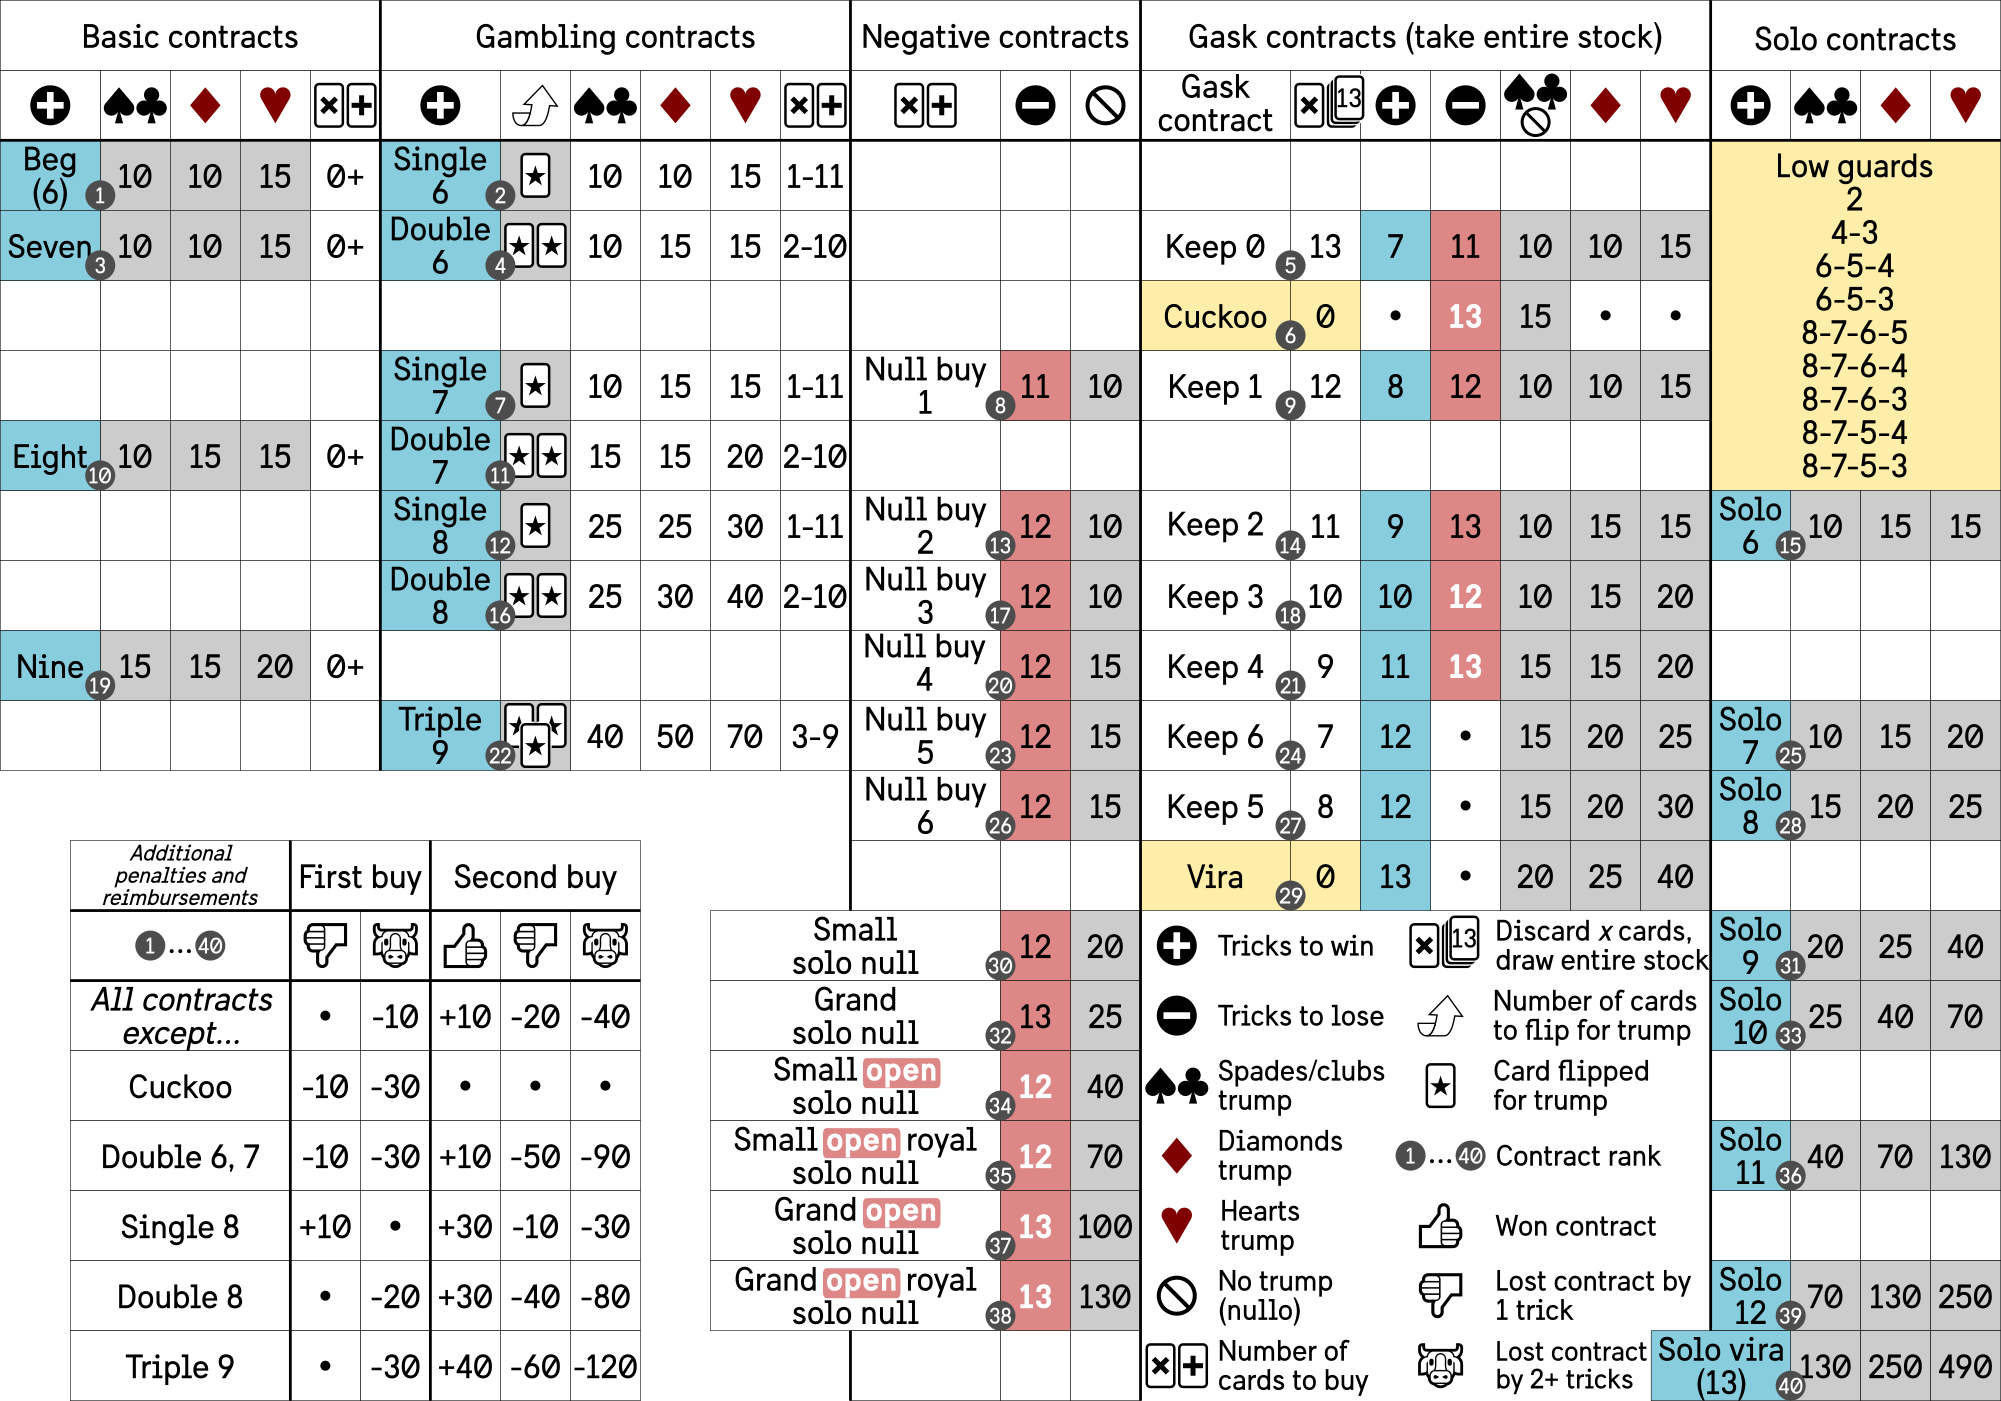 Basic contracts
Gambling contracts
Negative contracts
Gask contracts (take entire stock)
Solo contracts
Gask
contract
13
Beg
(6)
1
10 10 15 0+
Single
6
2
10 10 15 1-11
Low guards
2
4-3
6-5-4
6-5-3
8-7-6-5
8-7-6-4
8-7-6-3
8-7-5-4
8-7-5-3
Seven
3
10 10 15 0+
Double
6
4
10 15 15 2-10
Keep 0
5
13 7 11 10 10 15
Cuckoo
6
0 • 13 15 • •
Single
7
7
10 15 15 1-11
Null buy
1
8
11 10
Keep 1
9
12 8 12 10 10 15
Eight
10
10 15 15 0+
Double
7
11
15 15 20 2-10
Single
8
12
25 25 30 1-11
Null buy
2
13
12 10
Keep 2
14
11 9 13 10 15 15
Solo
6
15
10 15 15
Double
8
16
25 30 40 2-10
Null buy
3
17
12 10
Keep 3
18
10 10 12 10 15 20
Nine
19
15 15 20 0+
Null buy
4
20
12 15
Keep 4
21
9 11 13 15 15 20
Triple
9
22
40 50 70 3-9
Null buy
5
23
12 15
Keep 6
24
7 12 • 15 20 25
Solo
7
25
10 15 20
Null buy
6
26
12 15
Keep 5
27
8 12 • 15 20 30
Solo
8
28
15 20 25
Vira
29
0 13 • 20 25 40
Additional
penalties and
reimbursements
First buy
Second buy
1...40
All contracts
except...
• -10 +10 -20 -40
Cuckoo
-10 -30 • • •
Double 6, 7
-10 -30 +10 -50 -90
Single 8
+10 • +30 -10 -30
Double 8
• -20 +30 -40 -80
Triple 9
• -30 +40 -60 -120
Small
solo null
30
12 20
Grand
solo null
32
13 25
Small open
solo null
34
12 40
Small open royal
solo null
35
12 70
Grand open
solo null
37
13 100
Grand open royal
solo null
38
13 130
Tricks to win
13
Discard x cards,
draw entire stock
Tricks to lose
Number of cards
to flip for trump
Spades/clubs
trump
Card flipped
for trump
Diamonds
trump
1...40
Contract rank
Hearts
trump
Won contract
No trump
(nullo)
Lost contract by
1 trick
Number of
cards to buy
Lost contract
by 2+ tricks
Solo
9
31
20 25 40
Solo
10
33
25 40 70
Solo
11
36
40 70 130
Solo
12
39
70 130 250
Solo vira
(13)
40
130 250 490